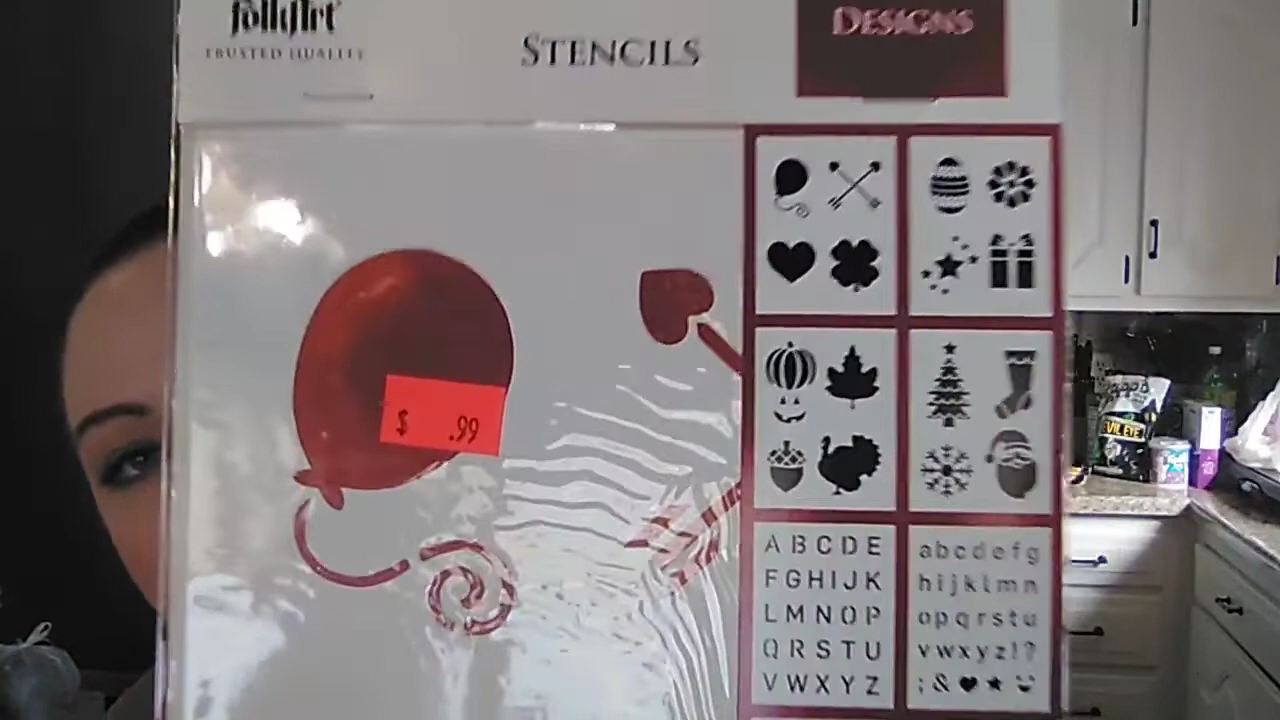 folkArt
TRUSTED QUALITY
STENCILS
DESIGNS
$ .99
A B C D E
F G H I J K
L M N O P
Q R S T U
V W X Y Z
a b c d e f g
h i j k l m n
o p q r s t u
v w x y z ! ?
; &
EVIL EYE